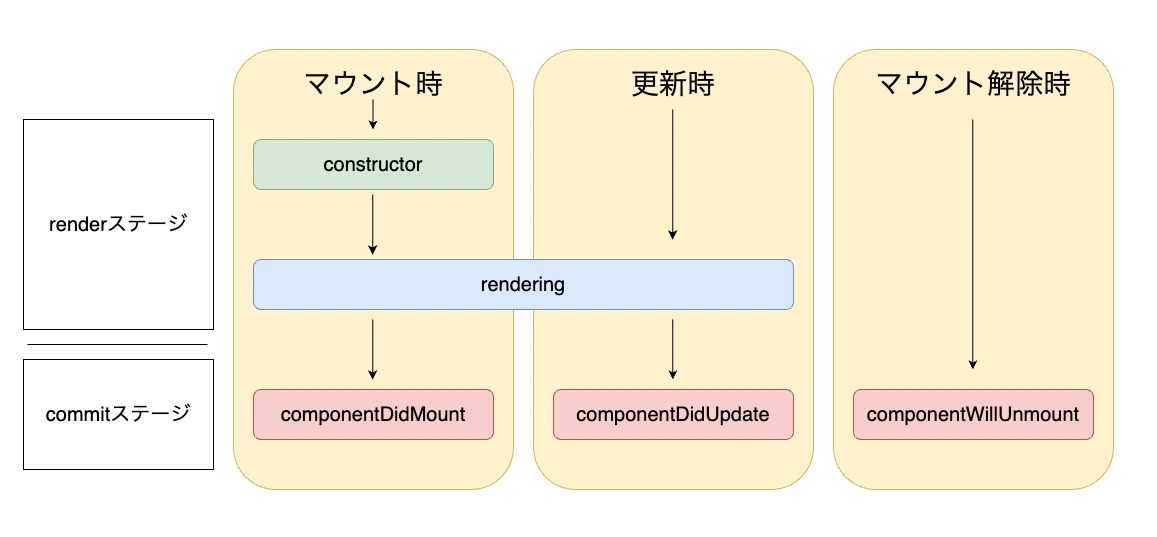 マウント時
更新時
マウント解除時
constructor
renderステージ
rendering
commitステージ
componentDidMount
componentDidUpdate
componentWillUnmount